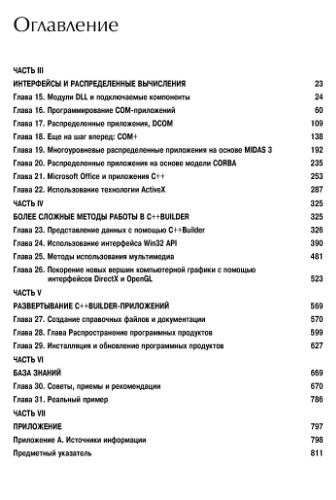 Оглавление
ЧАСТЬ III
ИНТЕРФЕЙСЫ И РАСПРЕДЕЛЕННЫЕ ВЫЧИСЛЕНИЯ 23
Глава 15. Модули DLL и подключаемые компоненты 24
Глава 16. Программирование COM-приложений 60
Глава 17. Распределенные приложения, DCOM 109
Глава 18. Еще на шаг вперед: COM+ 138
Глава 19. Многоуровневые распределенные приложения на основе MIDAS 3 192
Глава 20. Распределенные приложения на основе модели CORBA 235
Глава 21. Microsoft Office и приложения C++ 253
Глава 22. Использование технологии ActiveX 287
ЧАСТЬ IV 325
БОЛЕЕ СЛОЖНЫЕ МЕТОДЫ РАБОТЫ В C++BUILDER 325
Глава 23. Представление данных с помощью C++Builder 326
Глава 24. Использование интерфейса Win32 API 390
Глава 25. Методы использования мультимедиа 481
Глава 26. Покорение новых вершин компьютерной графики с помощью
интерфейсов DirectX и OpenGL 523
ЧАСТЬ V
РАЗВЕРТЫВАНИЕ C++BUILDER-ПРИЛОЖЕНИЙ 569
Глава 27. Создание справочных файлов и документации 570
Глава 28. Глава Распространение программных продуктов 599
Глава 29. Инсталляция и обновление программных продуктов 627
ЧАСТЬ VI
БАЗА ЗНАНИЙ 669
Глава 30. Советы, приемы и рекомендации 670
Глава 31. Реальный пример 786
ЧАСТЬ VII
ПРИЛОЖЕНИЕ 797
Приложение А. Источники информации 798
Предметный указатель 811